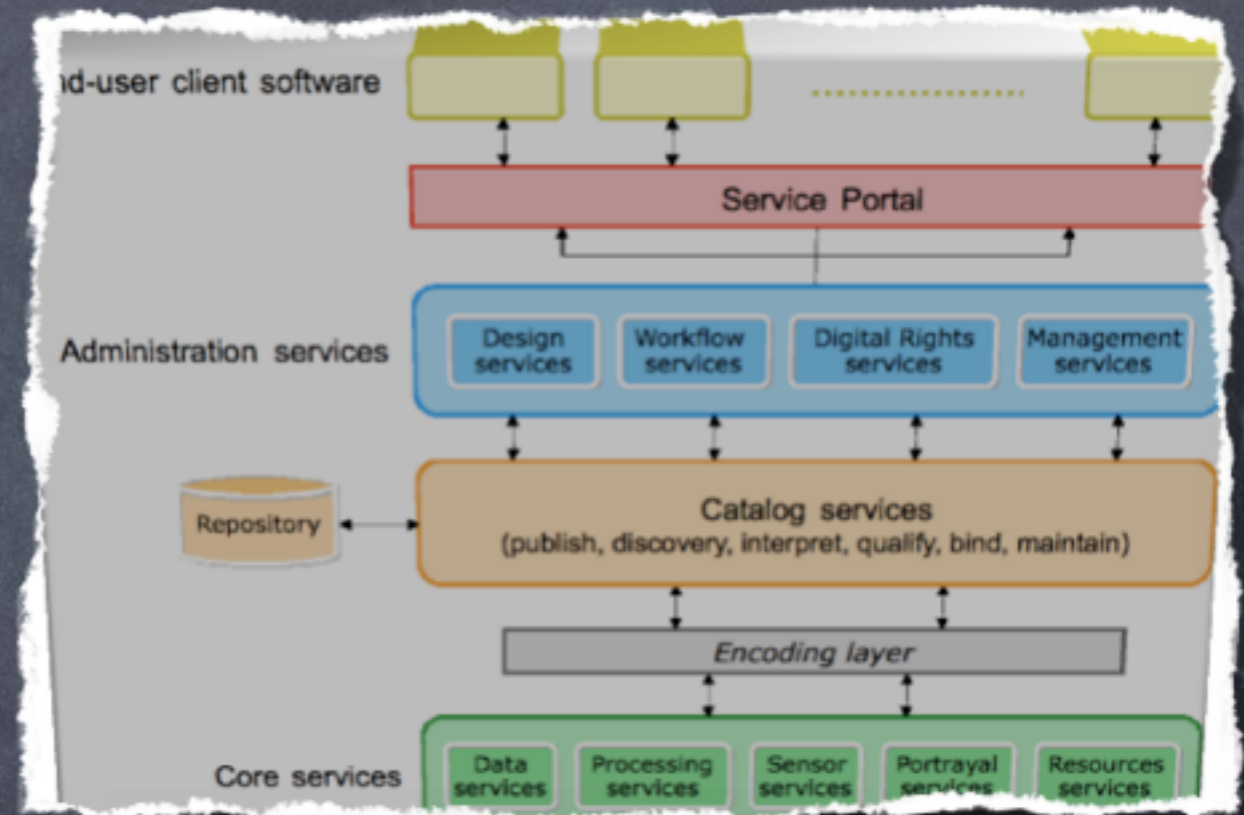 nd-user client software
Service Portal
Administration services
Design services
Workflow services
Digital Rights services
Management services
Repository
Catalog services
(publish, discovery, interpret, qualify, bind, maintain)
Encoding layer
Core services
Data services
Processing services
Sensor services
Portrayal services
Resources services